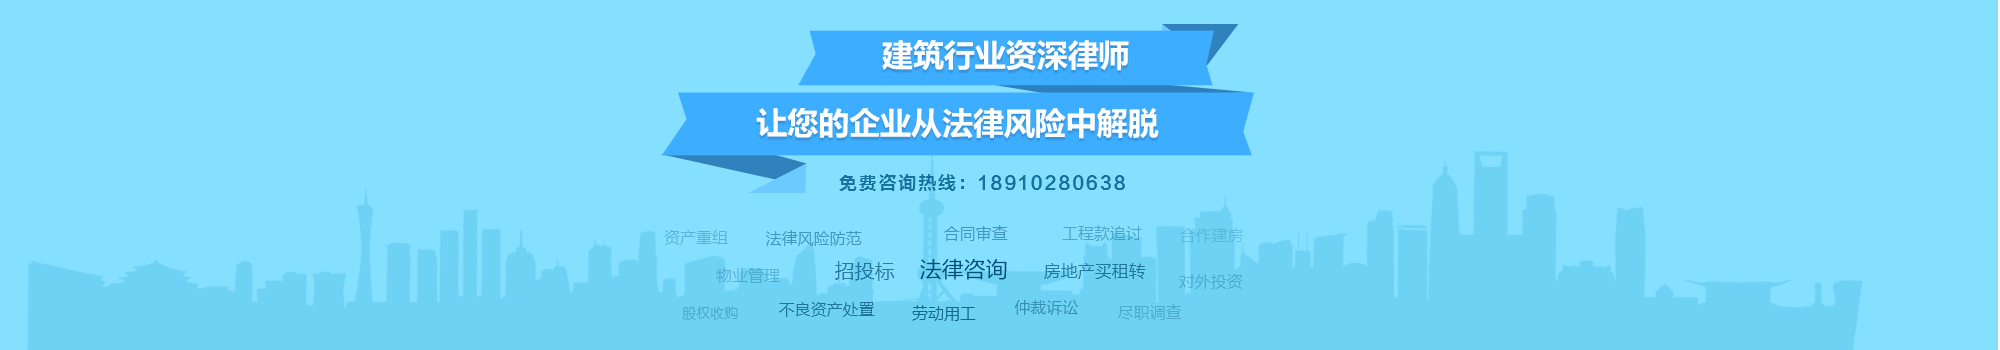 建筑行业资深律师
让您的企业从法律风险中解脱
免费咨询热线：18910280638
资产重组 法律风险防范 合同审查 工程款追讨 合作建房
物业管理 招投标 法律咨询 房地产买租转 对外投资
股权收购 不良资产处置 劳动用工 仲裁诉讼 尽职调查